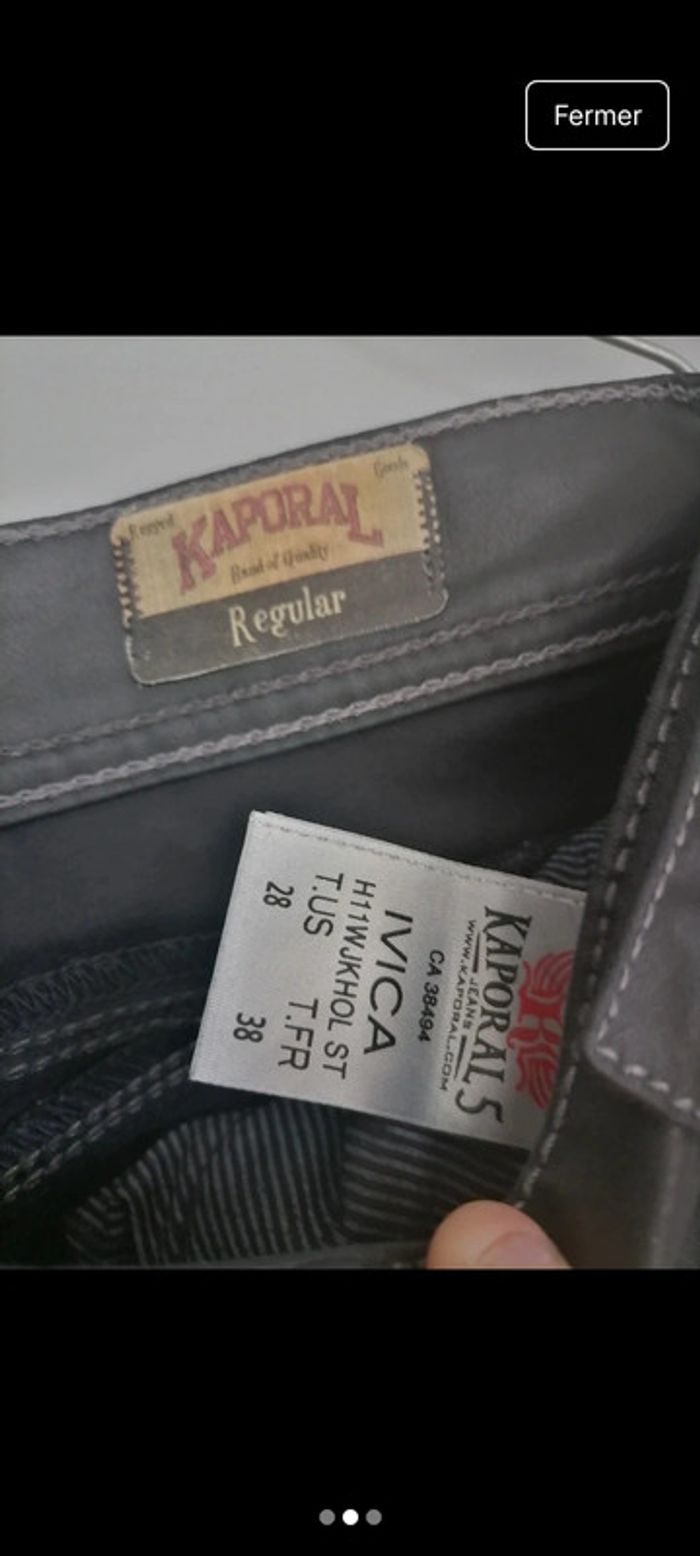 Fermer
Rugged
Goods
KAPORAL
Brand of Quality
Regular
KAPORAL 5
JEANS
WWW.KAPORAL.COM
CA 38494
IVICA
H11WJKHOL ST
T.US T.FR
28 38